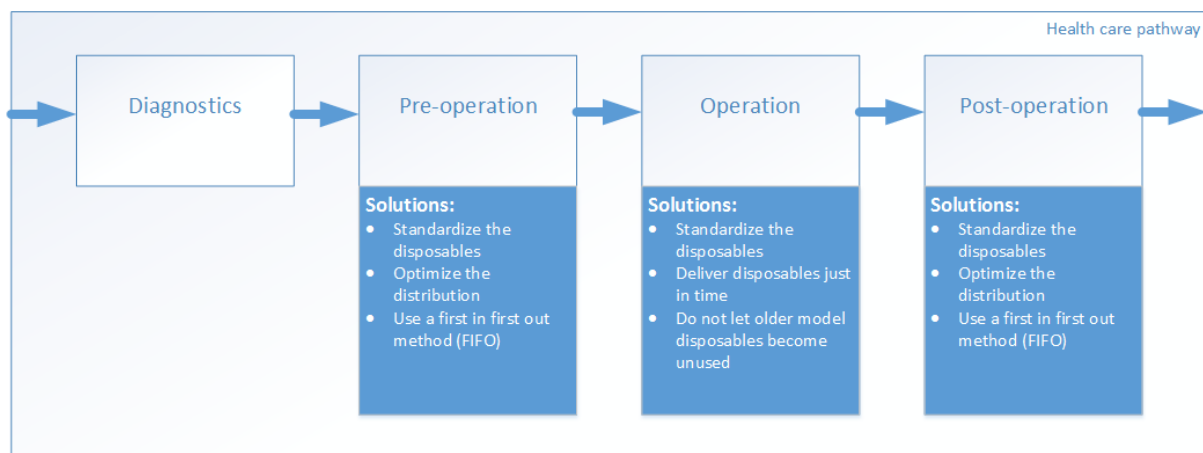 Health care pathway
Diagnostics
Pre-operation
Operation
Post-operation
Solutions:
• Standardize the
disposables
• Optimize the
distribution
• Use a first in first out
method (FIFO)
Solutions:
• Standardize the
disposables
• Deliver disposables just
in time
• Do not let older model
disposables become
unused
Solutions:
• Standardize the
disposables
• Optimize the
distribution
• Use a first in first out
method (FIFO)